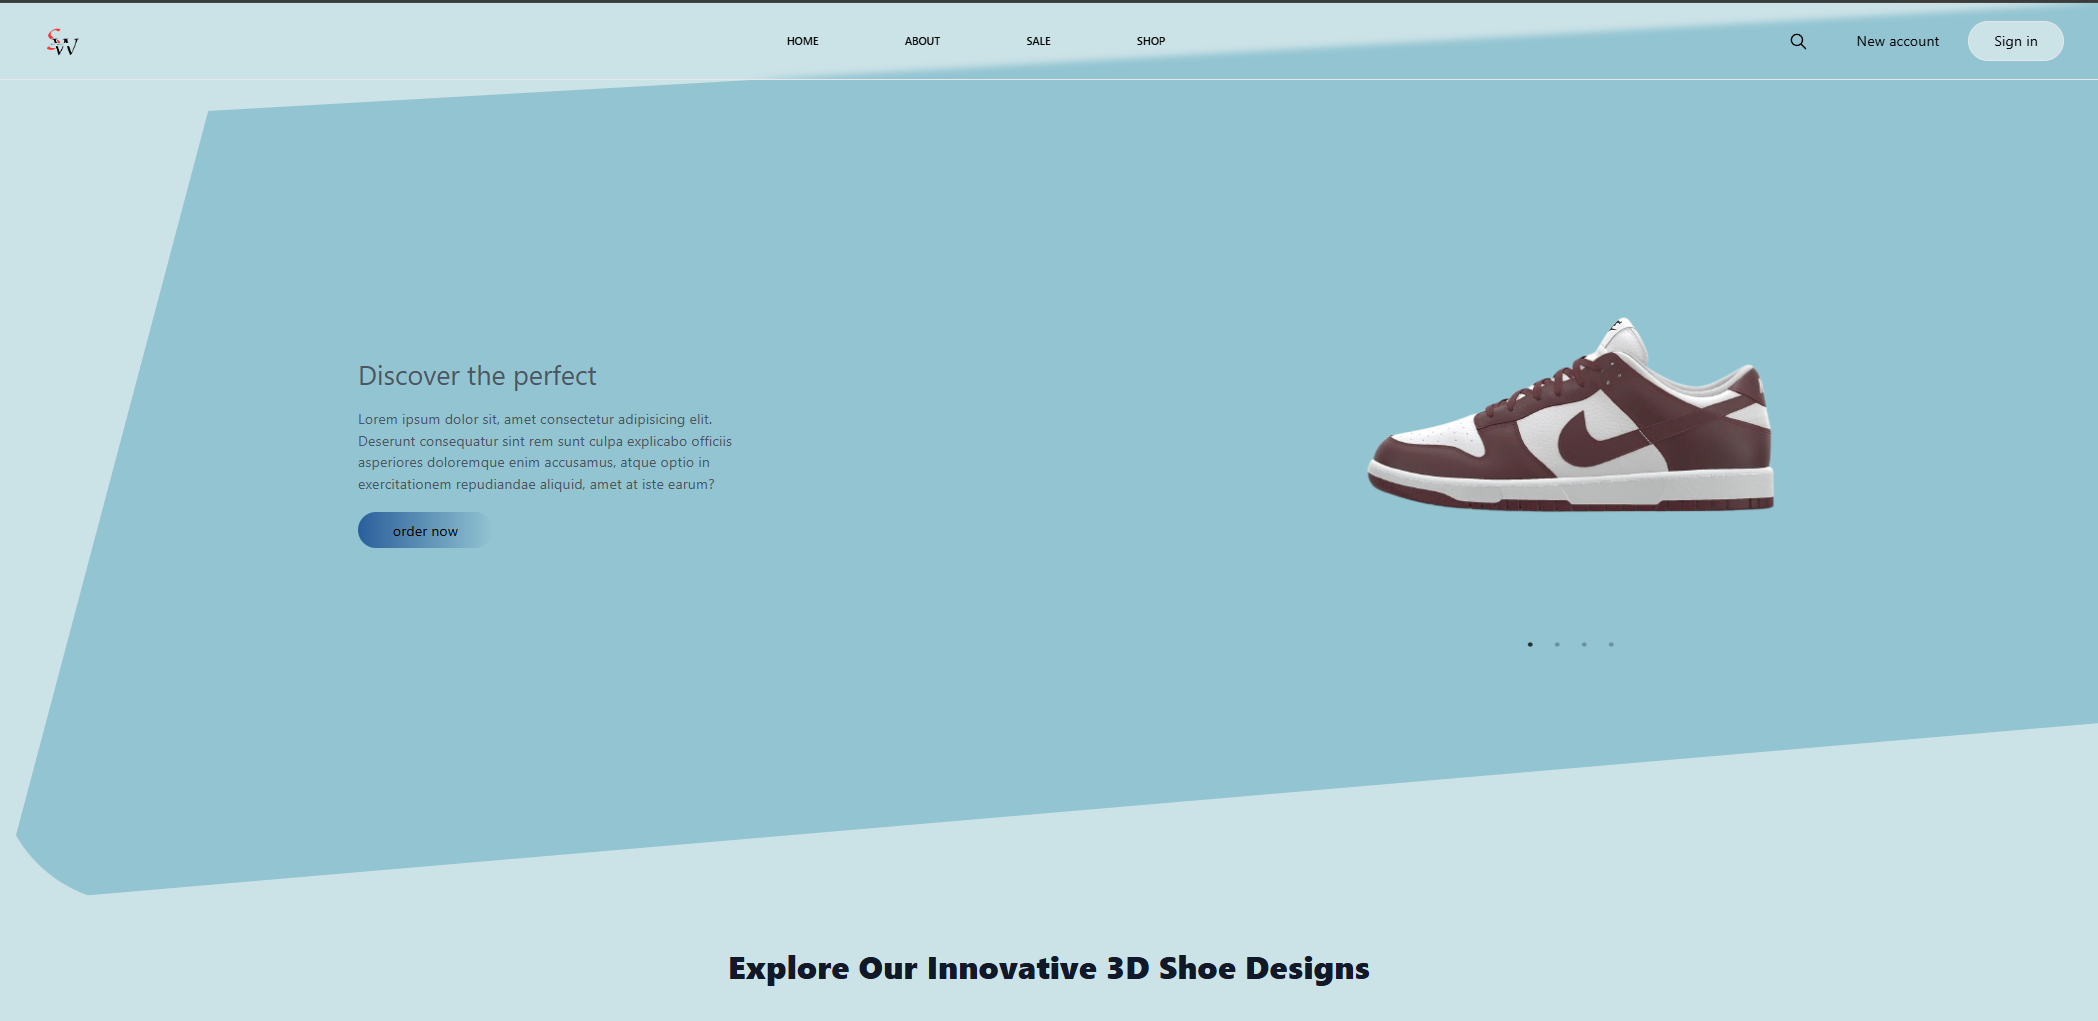 SW
HOME
ABOUT
SALE
SHOP
New account
Sign in
Discover the perfect
Lorem ipsum dolor sit, amet consectetur adipisicing elit.
Deserunt consequatur sint rem sunt culpa explicabo officiis
asperiores doloremque enim accusamus, atque optio in
exercitationem repudiandae aliquid, amet at iste earum?
order now
Explore Our Innovative 3D Shoe Designs